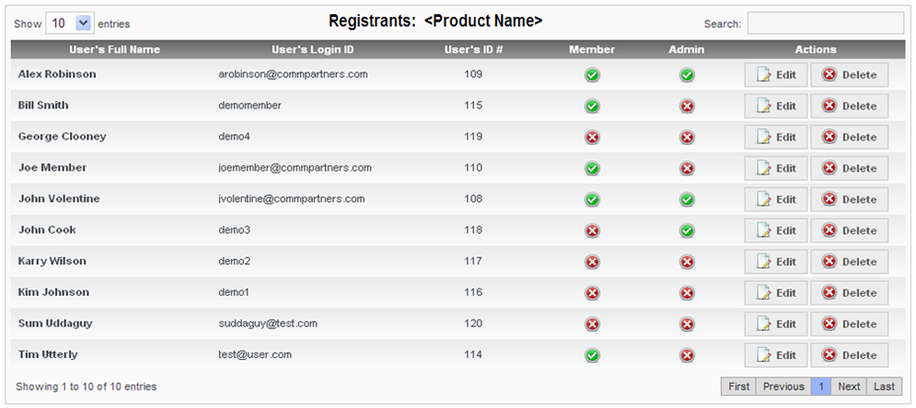 Show 10 entries Registrants: <Product Name> Search:
User's Full Name User's Login ID User's ID # Member Admin Actions
Alex Robinson arobinson@commpartners.com 109 Edit Delete
Bill Smith demomember 115 Edit Delete
George Clooney demo4 119 Edit Delete
Joe Member joemember@commpartners.com 110 Edit Delete
John Volentine jvolentine@commpartners.com 108 Edit Delete
John Cook demo3 118 Edit Delete
Karry Wilson demo2 117 Edit Delete
Kim Johnson demo1 116 Edit Delete
Sum Uddaguy suddaguy@test.com 120 Edit Delete
Tim Utterly test@user.com 114 Edit Delete
Showing 1 to 10 of 10 entries First Previous 1 Next Last